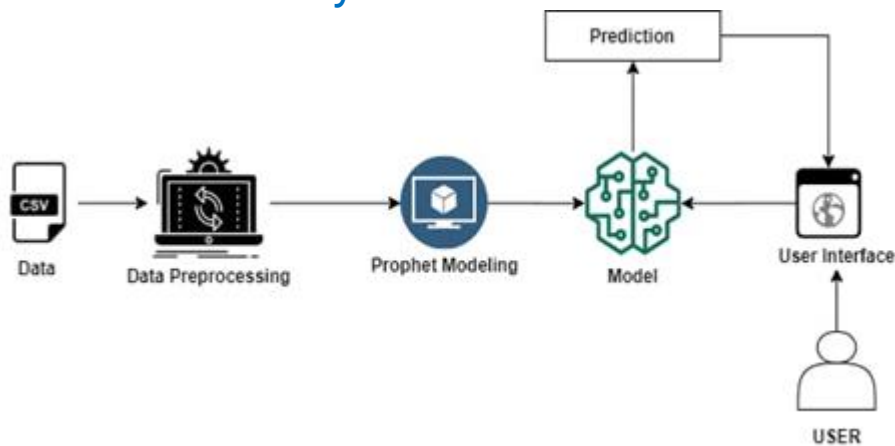 Prediction
CSV
Data
Data Preprocessing
Prophet Modeling
Model
User Interface
USER